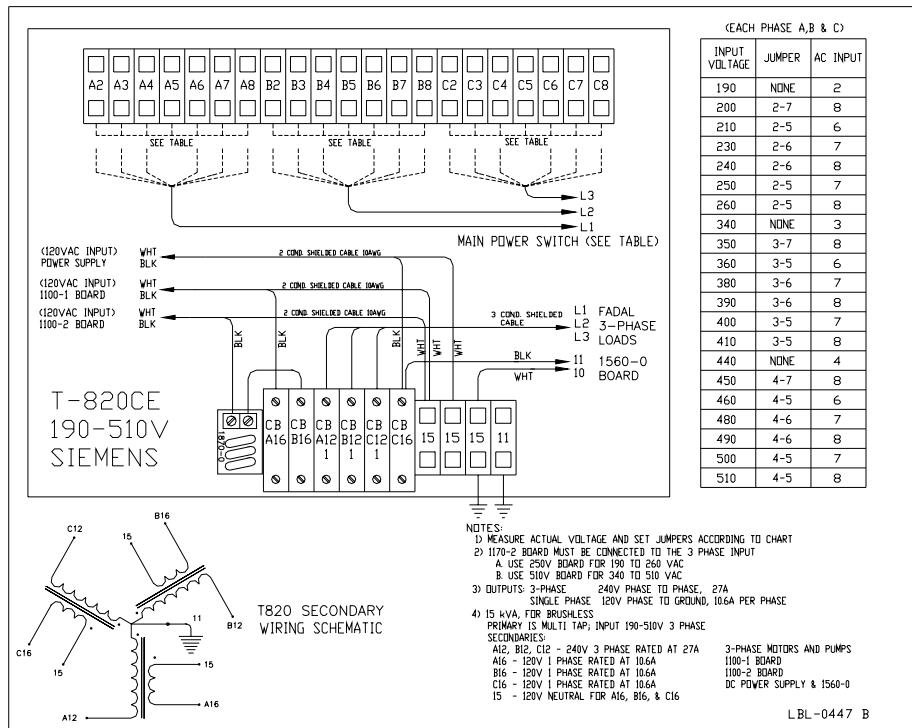 (EACH PHASE A,B & C)
INPUT VOLTAGE JUMPER AC INPUT
190 NONE 2
200 2-7 8
210 2-5 6
230 2-6 7
240 2-6 8
250 2-5 7
260 2-5 8
340 NONE 3
350 3-7 8
360 3-5 6
380 3-6 7
390 3-6 8
400 3-5 7
410 3-5 8
440 NONE 4
450 4-7 8
460 4-5 6
480 4-6 7
490 4-6 8
500 4-5 7
510 4-5 8
A2 A3 A4 A5 A6 A7 A8 B2 B3 B4 B5 B6 B7 B8 C2 C3 C4 C5 C6 C7 C8
SEE TABLE SEE TABLE SEE TABLE
L3
L2
L1
MAIN POWER SWITCH (SEE TABLE)
(120VAC INPUT) WHT
POWER SUPPLY BLK
2 COND. SHIELDED CABLE 10AWG
(120VAC INPUT) WHT
1100-1 BOARD BLK
2 COND. SHIELDED CABLE 10AWG
(120VAC INPUT) WHT
1100-2 BOARD BLK
2 COND. SHIELDED CABLE 10AWG
3 COND. SHIELDED CABLE
L1 FADAL
L2 3-PHASE
L3 LOADS
BLK BLK BLK WHT WHT WHT
BLK 11 1560-0
WHT 10 BOARD
T-820CE
190-510V
SIEMENS
1870-0
CB A16
CB B16
CB A12 1
CB B12 1
CB C12 1
CB C16
15 15 15 11
C12
B16
15
11
B12
C16
15
15
A16
A12
T820 SECONDARY
WIRING SCHEMATIC
NOTES:
1) MEASURE ACTUAL VOLTAGE AND SET JUMPERS ACCORDING TO CHART
2) 1170-2 BOARD MUST BE CONNECTED TO THE 3 PHASE INPUT
A. USE 250V BOARD FOR 190 TO 260 VAC
B. USE 510V BOARD FOR 340 TO 510 VAC
3) OUTPUTS: 3-PHASE 240V PHASE TO PHASE, 27A
SINGLE PHASE 120V PHASE TO GROUND, 10.6A PER PHASE
4) 15 kVA, FOR BRUSHLESS
PRIMARY IS MULTI TAP; INPUT 190-510V 3 PHASE
SECONDARIES:
A12, B12, C12 - 240V 3 PHASE RATED AT 27A 3-PHASE MOTORS AND PUMPS
A16 - 120V 1 PHASE RATED AT 10.6A 1100-1 BOARD
B16 - 120V 1 PHASE RATED AT 10.6A 1100-2 BOARD
C16 - 120V 1 PHASE RATED AT 10.6A DC POWER SUPPLY & 1560-0
15 - 120V NEUTRAL FOR A16, B16, & C16
LBL-0447 B